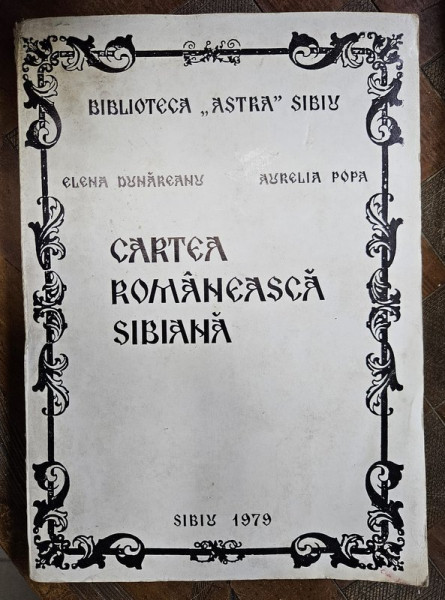 BIBLIOTECA „ASTRA” SIBIU
ELENA DUNĂREANU AURELIA POPA
CARTEA
ROMÂNEASCĂ
SIBIANĂ
SIBIU 1979